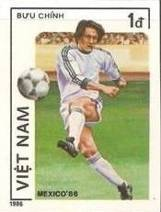 BƯU CHÍNH
1đ
VIỆT NAM
MEXICO'86
1986